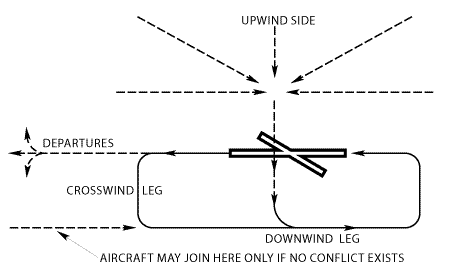 UPWIND SIDE
DEPARTURES
CROSSWIND LEG
DOWNWIND LEG
AIRCRAFT MAY JOIN HERE ONLY IF NO CONFLICT EXISTS